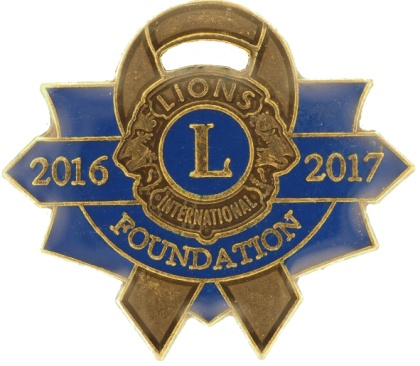 LIONS
2016 L 2017
INTERNATIONAL
FOUNDATION